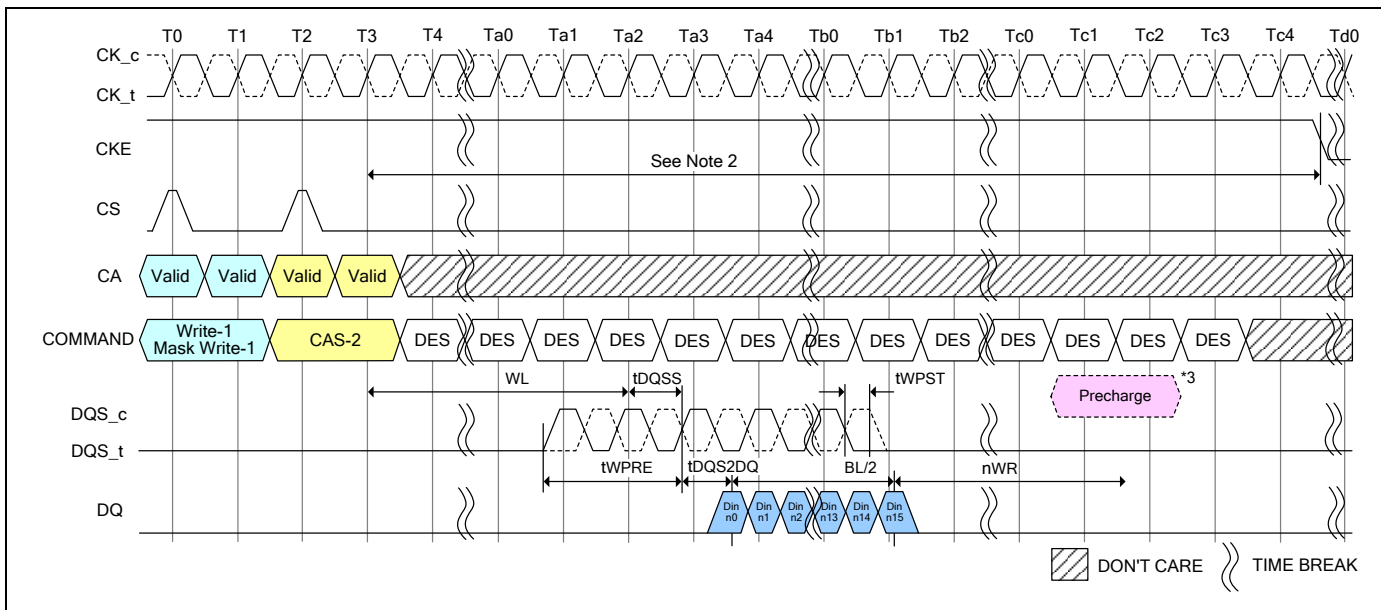 T0 T1 T2 T3 T4 Ta0 Ta1 Ta2 Ta3 Ta4 Tb0 Tb1 Tb2 Tc0 Tc1 Tc2 Tc3 Tc4 Td0
CK_c
CK_t
CKE
See Note 2
CS
CA Valid Valid Valid Valid
COMMAND Write-1 Mask Write-1 CAS-2 DES DES DES DES DES DES DES DES DES DES DES DES DES
WL tDQSS tWPST
Precharge *3
DQS_c
DQS_t
tWPRE tDQS2DQ BL/2 nWR
DQ Din n0 Din n1 Din n2 Din n13 Din n14 Din n15
DON'T CARE TIME BREAK